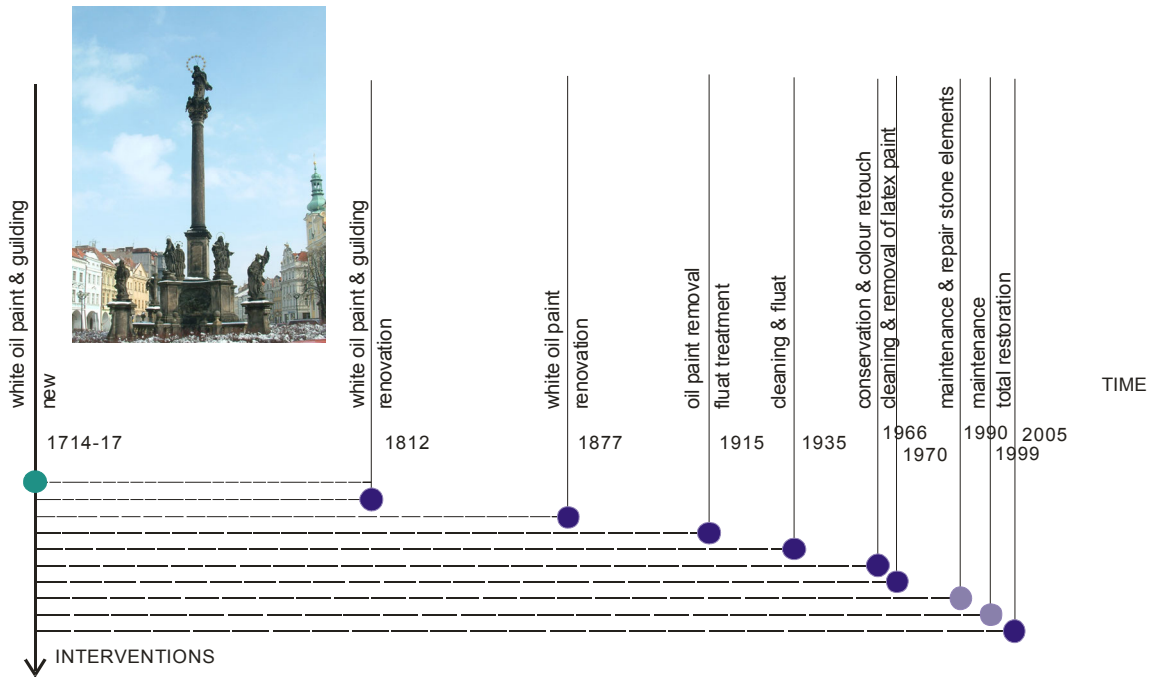 white oil paint & guilding
new
1714-17
white oil paint & guilding
renovation
1812
white oil paint
renovation
1877
oil paint removal
fluat treatment
1915
cleaning & fluat
1935
conservation & colour retouch
1966
cleaning & removal of latex paint
1970
maintenance & repair stone elements
1990
maintenance
1999
total restoration
2005
TIME
INTERVENTIONS